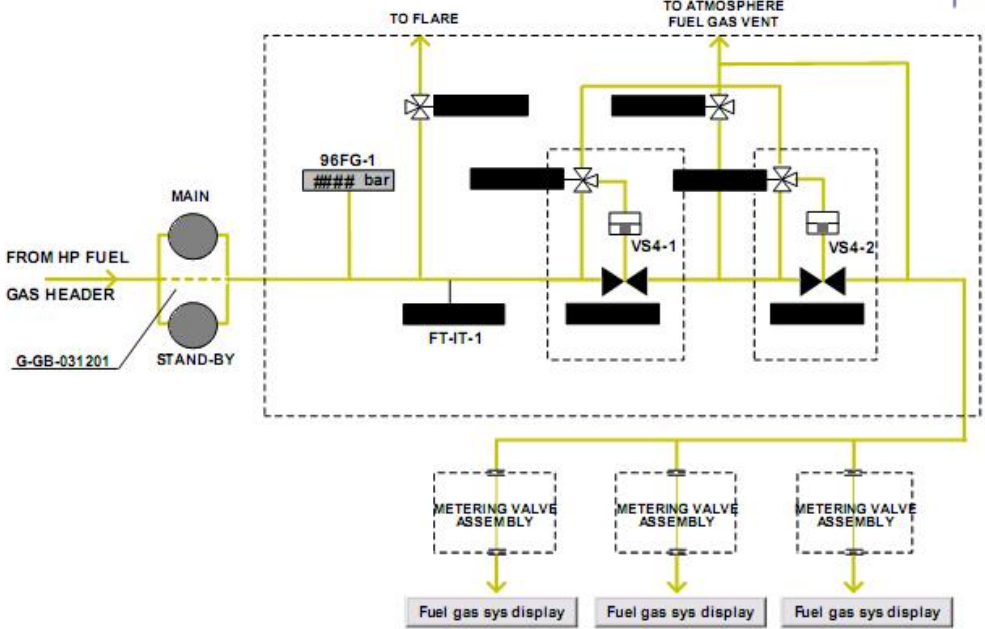 TO FLARE
TO ATMOSPHERE
FUEL GAS VENT
96FG-1
#### bar
MAIN
FROM HP FUEL
GAS HEADER
STAND-BY
G-GB-031201
VS4-1
VS4-2
FT-IT-1
METERING VALVE
ASSEMBLY
METERING VALVE
ASSEMBLY
METERING VALVE
ASSEMBLY
Fuel gas sys display
Fuel gas sys display
Fuel gas sys display